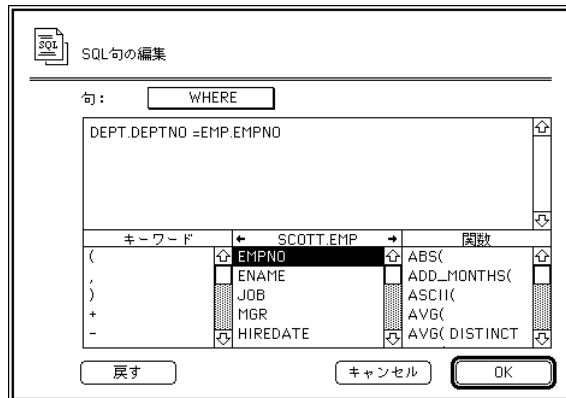 SQL
SQL句の編集
句: WHERE
DEPT.DEPTNO =EMP.EMPNO
キーワード ← SCOTT.EMP → 関数
( EMPNO ABS(
, ENAME ADD_MONTHS(
) JOB ASCII(
+ MGR AVG(
- HIREDATE AVG( DISTINCT
戻す キャンセル OK